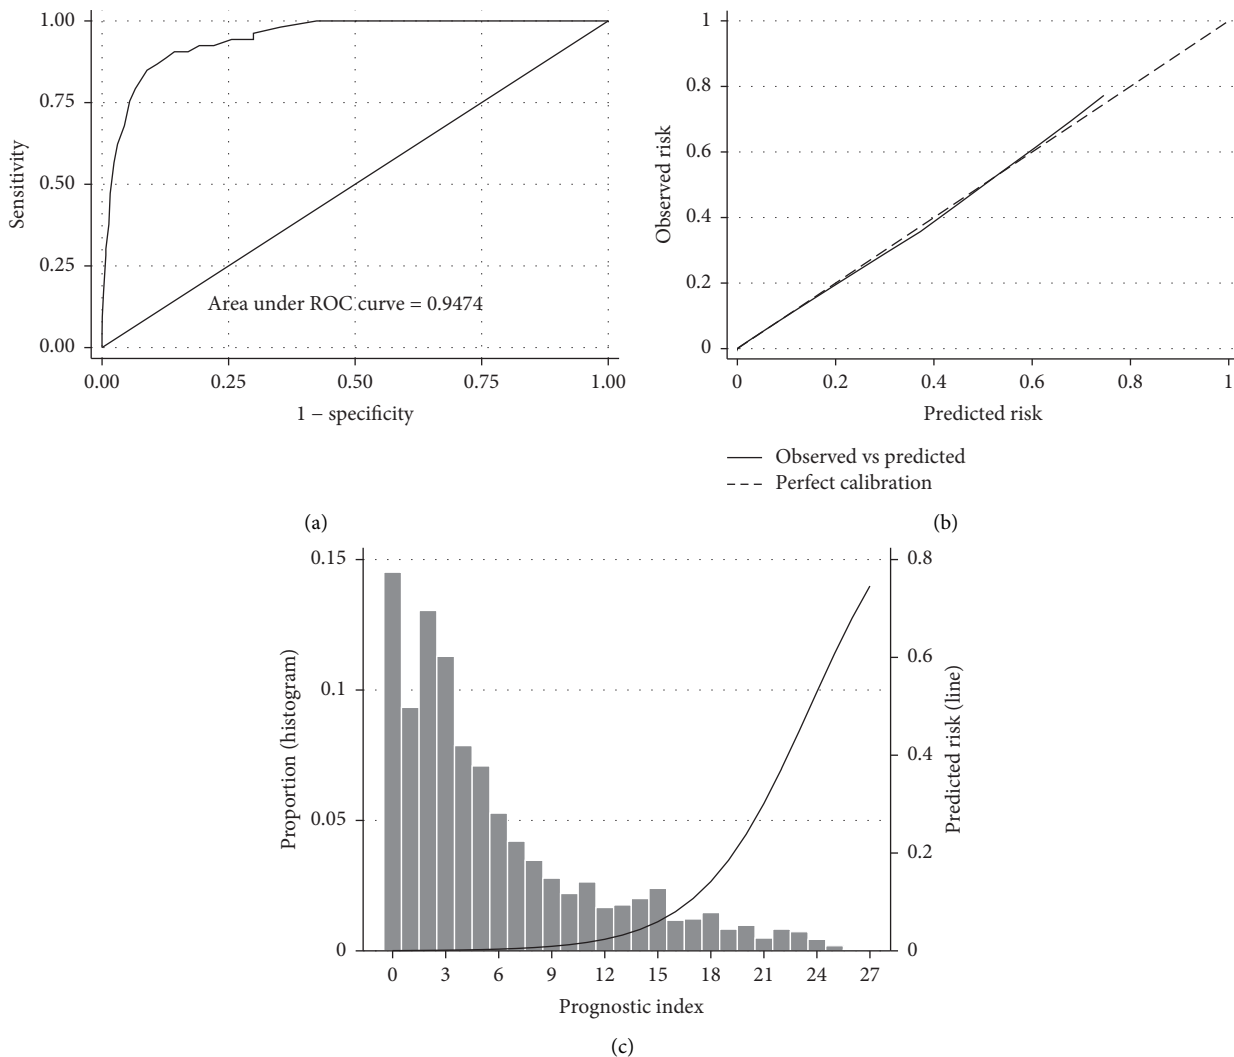 1.00
0.75
0.50
0.25
0.00
Sensitivity
Area under ROC curve = 0.9474
0.00 0.25 0.50 0.75 1.00
1 − specificity
(a)
1
0.8
0.6
0.4
0.2
0
Observed risk
0 0.2 0.4 0.6 0.8 1
Predicted risk
Observed vs predicted
Perfect calibration
(b)
0.15
0.1
0.05
0
Proportion (histogram)
0.8
0.6
0.4
0.2
0
Predicted risk (line)
0 3 6 9 12 15 18 21 24 27
Prognostic index
(c)